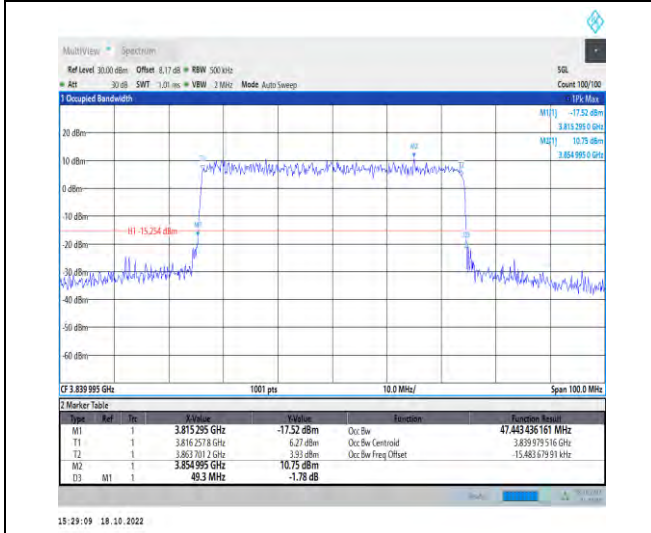 MultiView Spectrum
Ref Level 30.00 dBm Offset 8.17 dB RBW 500 kHz SGL
Att 30 dB SWT 1.01 ms VBW 2 MHz Mode Auto Sweep Count 100/100
1 Occupied Bandwidth 1Pk Max
M1[1] -17.52 dBm
3.815 295 0 GHz
M2[1] 10.75 dBm
3.854 995 0 GHz
20 dBm
M2
T1
T2
10 dBm
0 dBm
-10 dBm
M1
H1 -15.254 dBm
D3
-20 dBm
-30 dBm
-40 dBm
-50 dBm
-60 dBm
CF 3.839 995 GHz 1001 pts 10.0 MHz/ Span 100.0 MHz
2 Marker Table
Type Ref Trc X-Value Y-Value Function Function Result
M1 1 3.815 295 GHz -17.52 dBm Occ Bw 47.443 436 161 MHz
T1 1 3.816 257 8 GHz 6.27 dBm Occ Bw Centroid 3.839 979 516 GHz
T2 1 3.863 701 2 GHz 3.93 dBm Occ Bw Freq Offset -15.483 679 91 kHz
M2 1 3.854 995 GHz 10.75 dBm
D3 M1 1 49.3 MHz -1.78 dB
15:29:09 18.10.2022